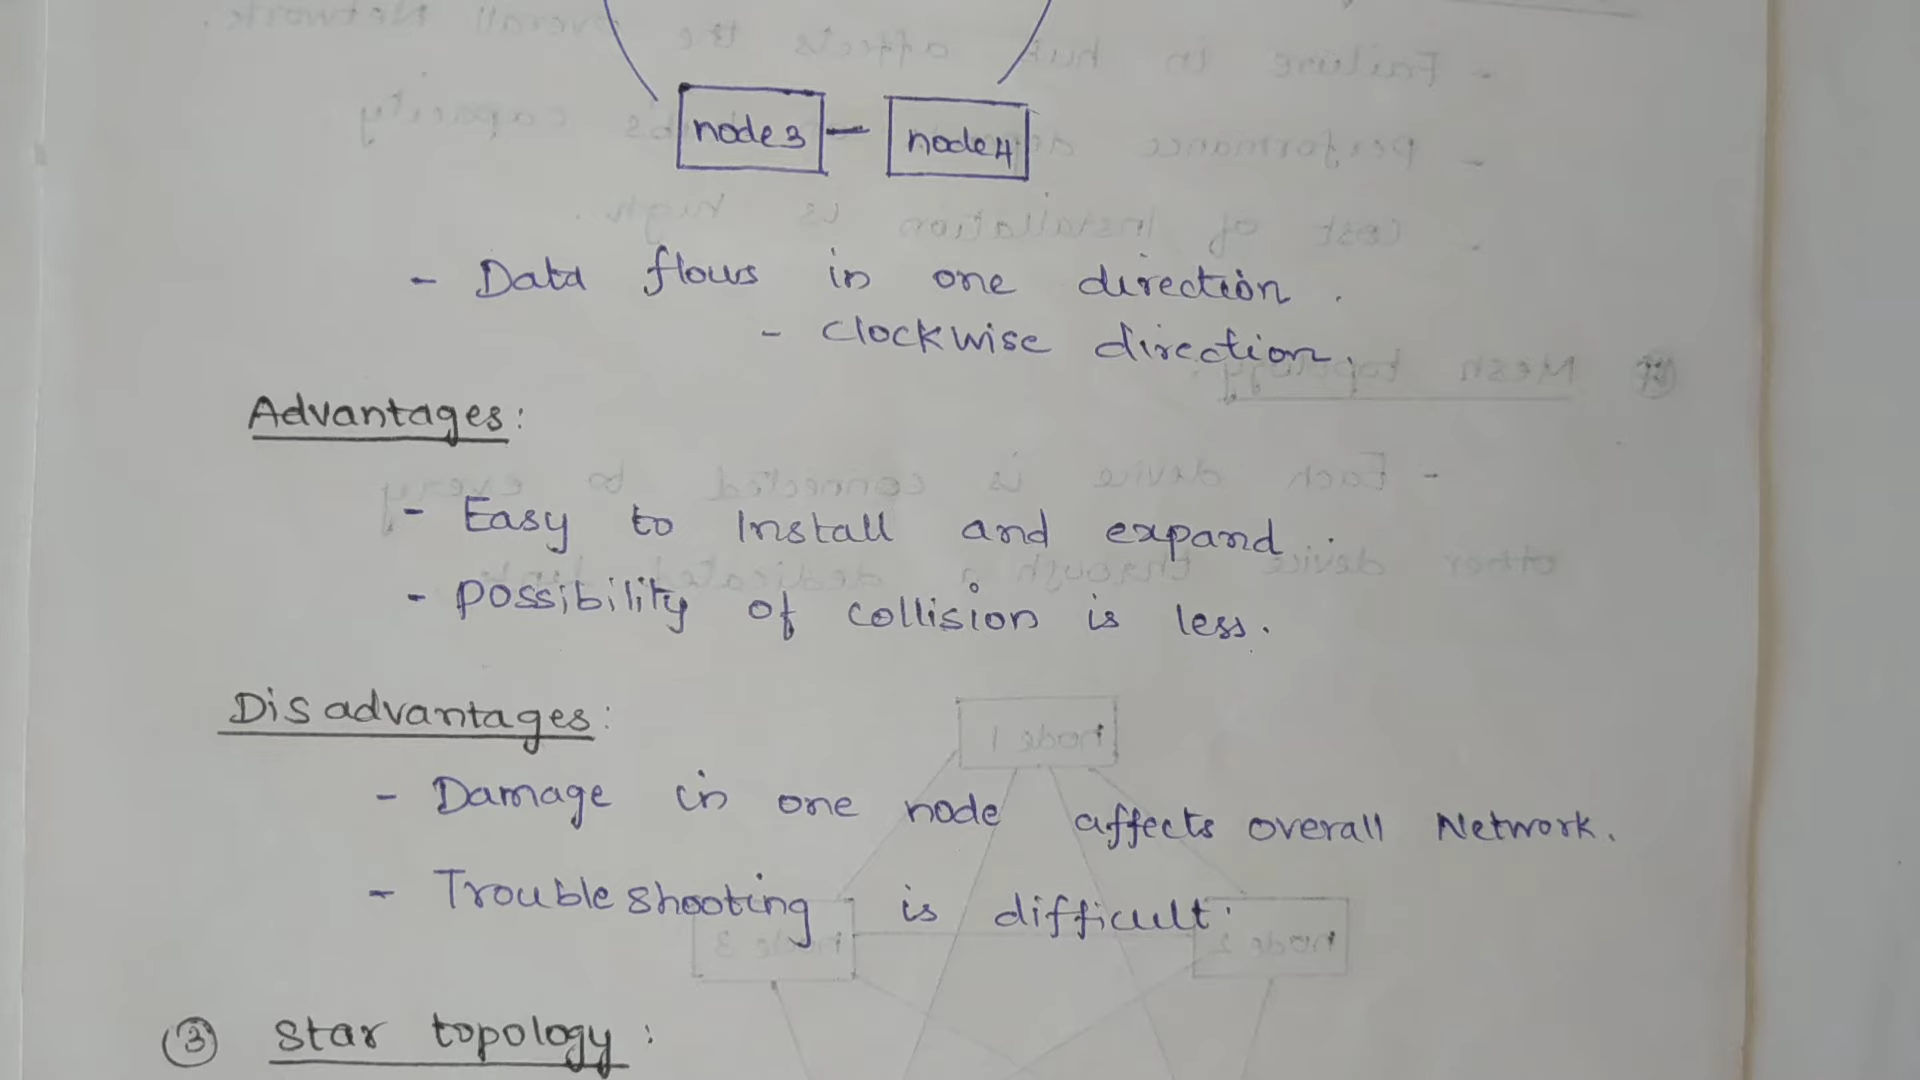 node3 node4
- Data flows in one direction.
- clockwise direction.
Advantages:
- Easy to Install and expand.
- possibility of collision is less.
Disadvantages:
- Damage in one node affects overall Network.
- Trouble shooting is difficult.
③ Star topology: